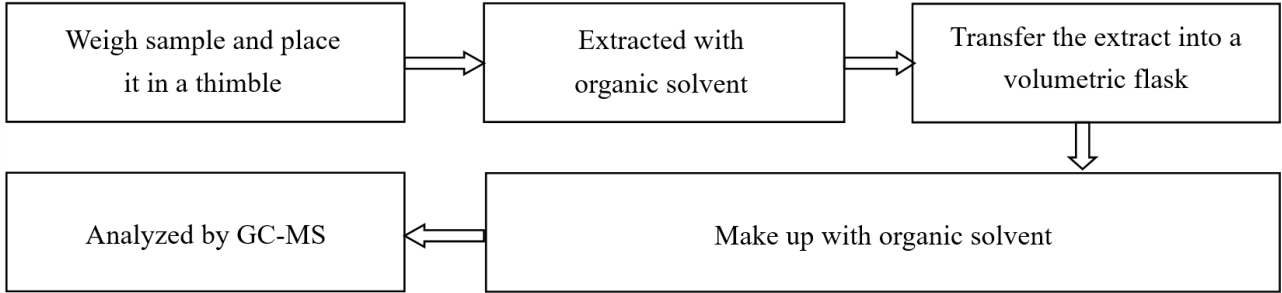 Weigh sample and place
it in a thimble
Extracted with
organic solvent
Transfer the extract into a
volumetric flask
Make up with organic solvent
Analyzed by GC-MS